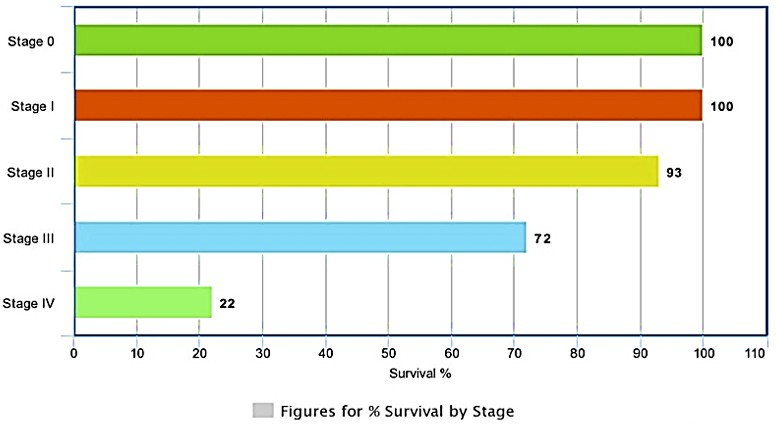 Stage 0
100
Stage I
100
Stage II
93
Stage III
72
Stage IV
22
0 10 20 30 40 50 60 70 80 90 100 110
Survival %
Figures for % Survival by Stage